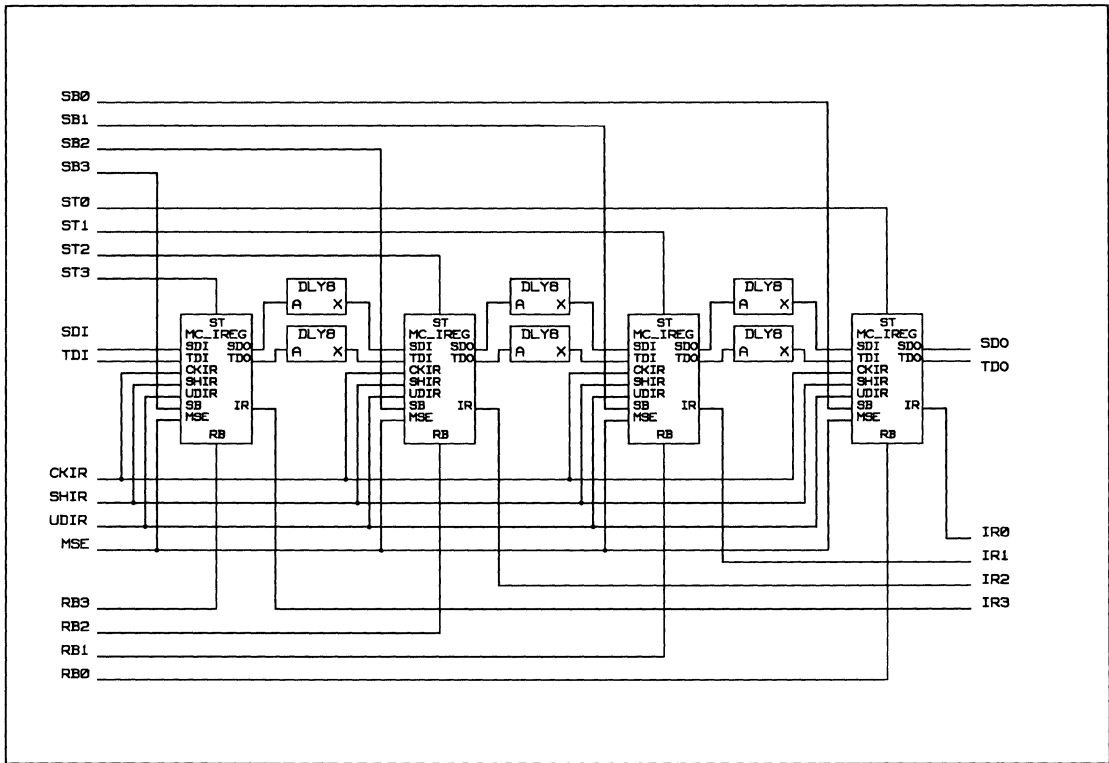 SB0
SB1
SB2
SB3
ST0
ST1
ST2
ST3
SDI
TDI
DLY8
A X
DLY8
A X
DLY8
A X
DLY8
A X
DLY8
A X
DLY8
A X
ST
MC_IREG
SDI SDO
TDI TDO
CKIR
SHIR
UDIR
SB IR
MSE
RB
ST
MC_IREG
SDI SDO
TDI TDO
CKIR
SHIR
UDIR
SB IR
MSE
RB
ST
MC_IREG
SDI SDO
TDI TDO
CKIR
SHIR
UDIR
SB IR
MSE
RB
ST
MC_IREG
SDI SDO
TDI TDO
CKIR
SHIR
UDIR
SB IR
MSE
RB
SDO
TDO
CKIR
SHIR
UDIR
MSE
IR0
IR1
IR2
IR3
RB3
RB2
RB1
RB0